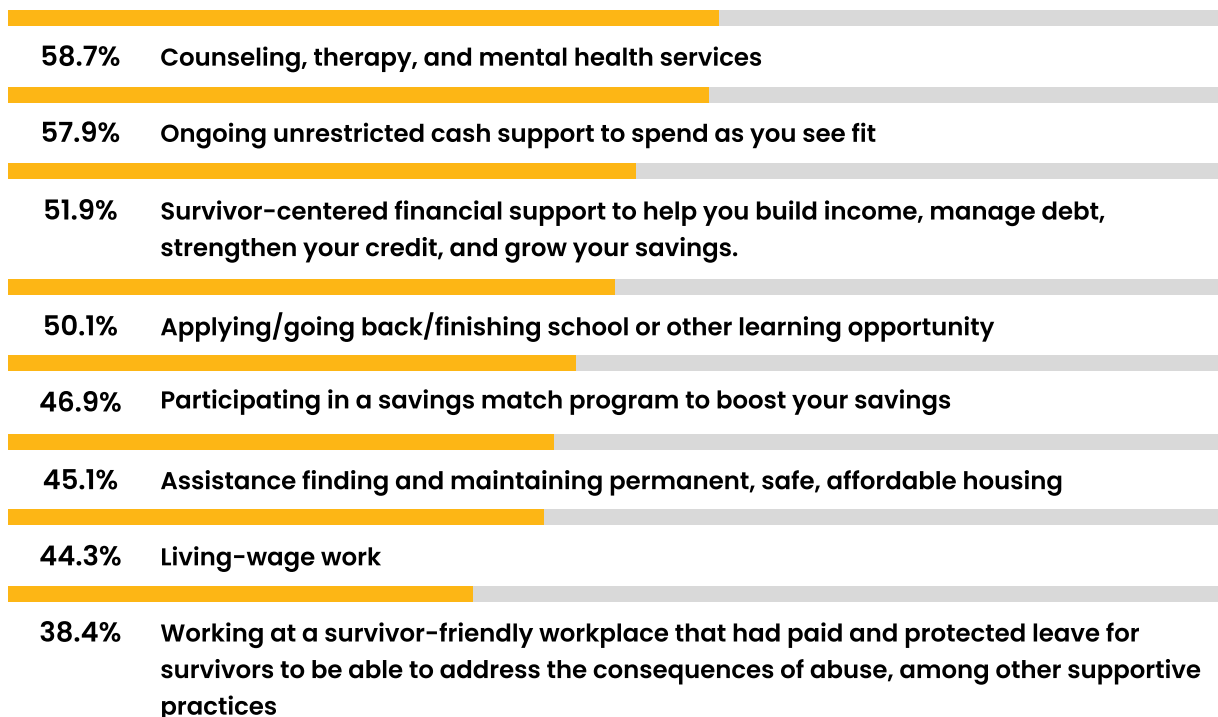 58.7% Counseling, therapy, and mental health services
57.9% Ongoing unrestricted cash support to spend as you see fit
51.9% Survivor-centered financial support to help you build income, manage debt,
strengthen your credit, and grow your savings.
50.1% Applying/going back/finishing school or other learning opportunity
46.9% Participating in a savings match program to boost your savings
45.1% Assistance finding and maintaining permanent, safe, affordable housing
44.3% Living-wage work
38.4% Working at a survivor-friendly workplace that had paid and protected leave for
survivors to be able to address the consequences of abuse, among other supportive
practices